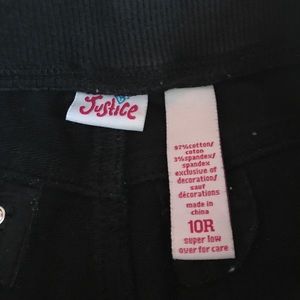 Justice
97% cotton/
coton
3% spandex/
spandex
exclusive of
decoration/
sauf
décorations
made in
china
10R
super low
over for care